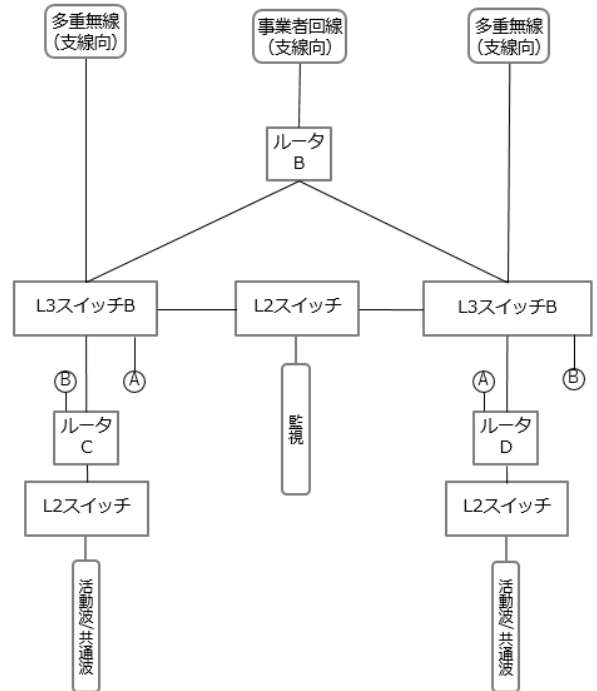 多重無線
(支線向)
事業者回線
(支線向)
多重無線
(支線向)
ルータ
B
L3スイッチB
L2スイッチ
L3スイッチB
B
A
A
B
ルータ
C
監視
ルータ
D
L2スイッチ
L2スイッチ
活動波/共通波
活動波/共通波